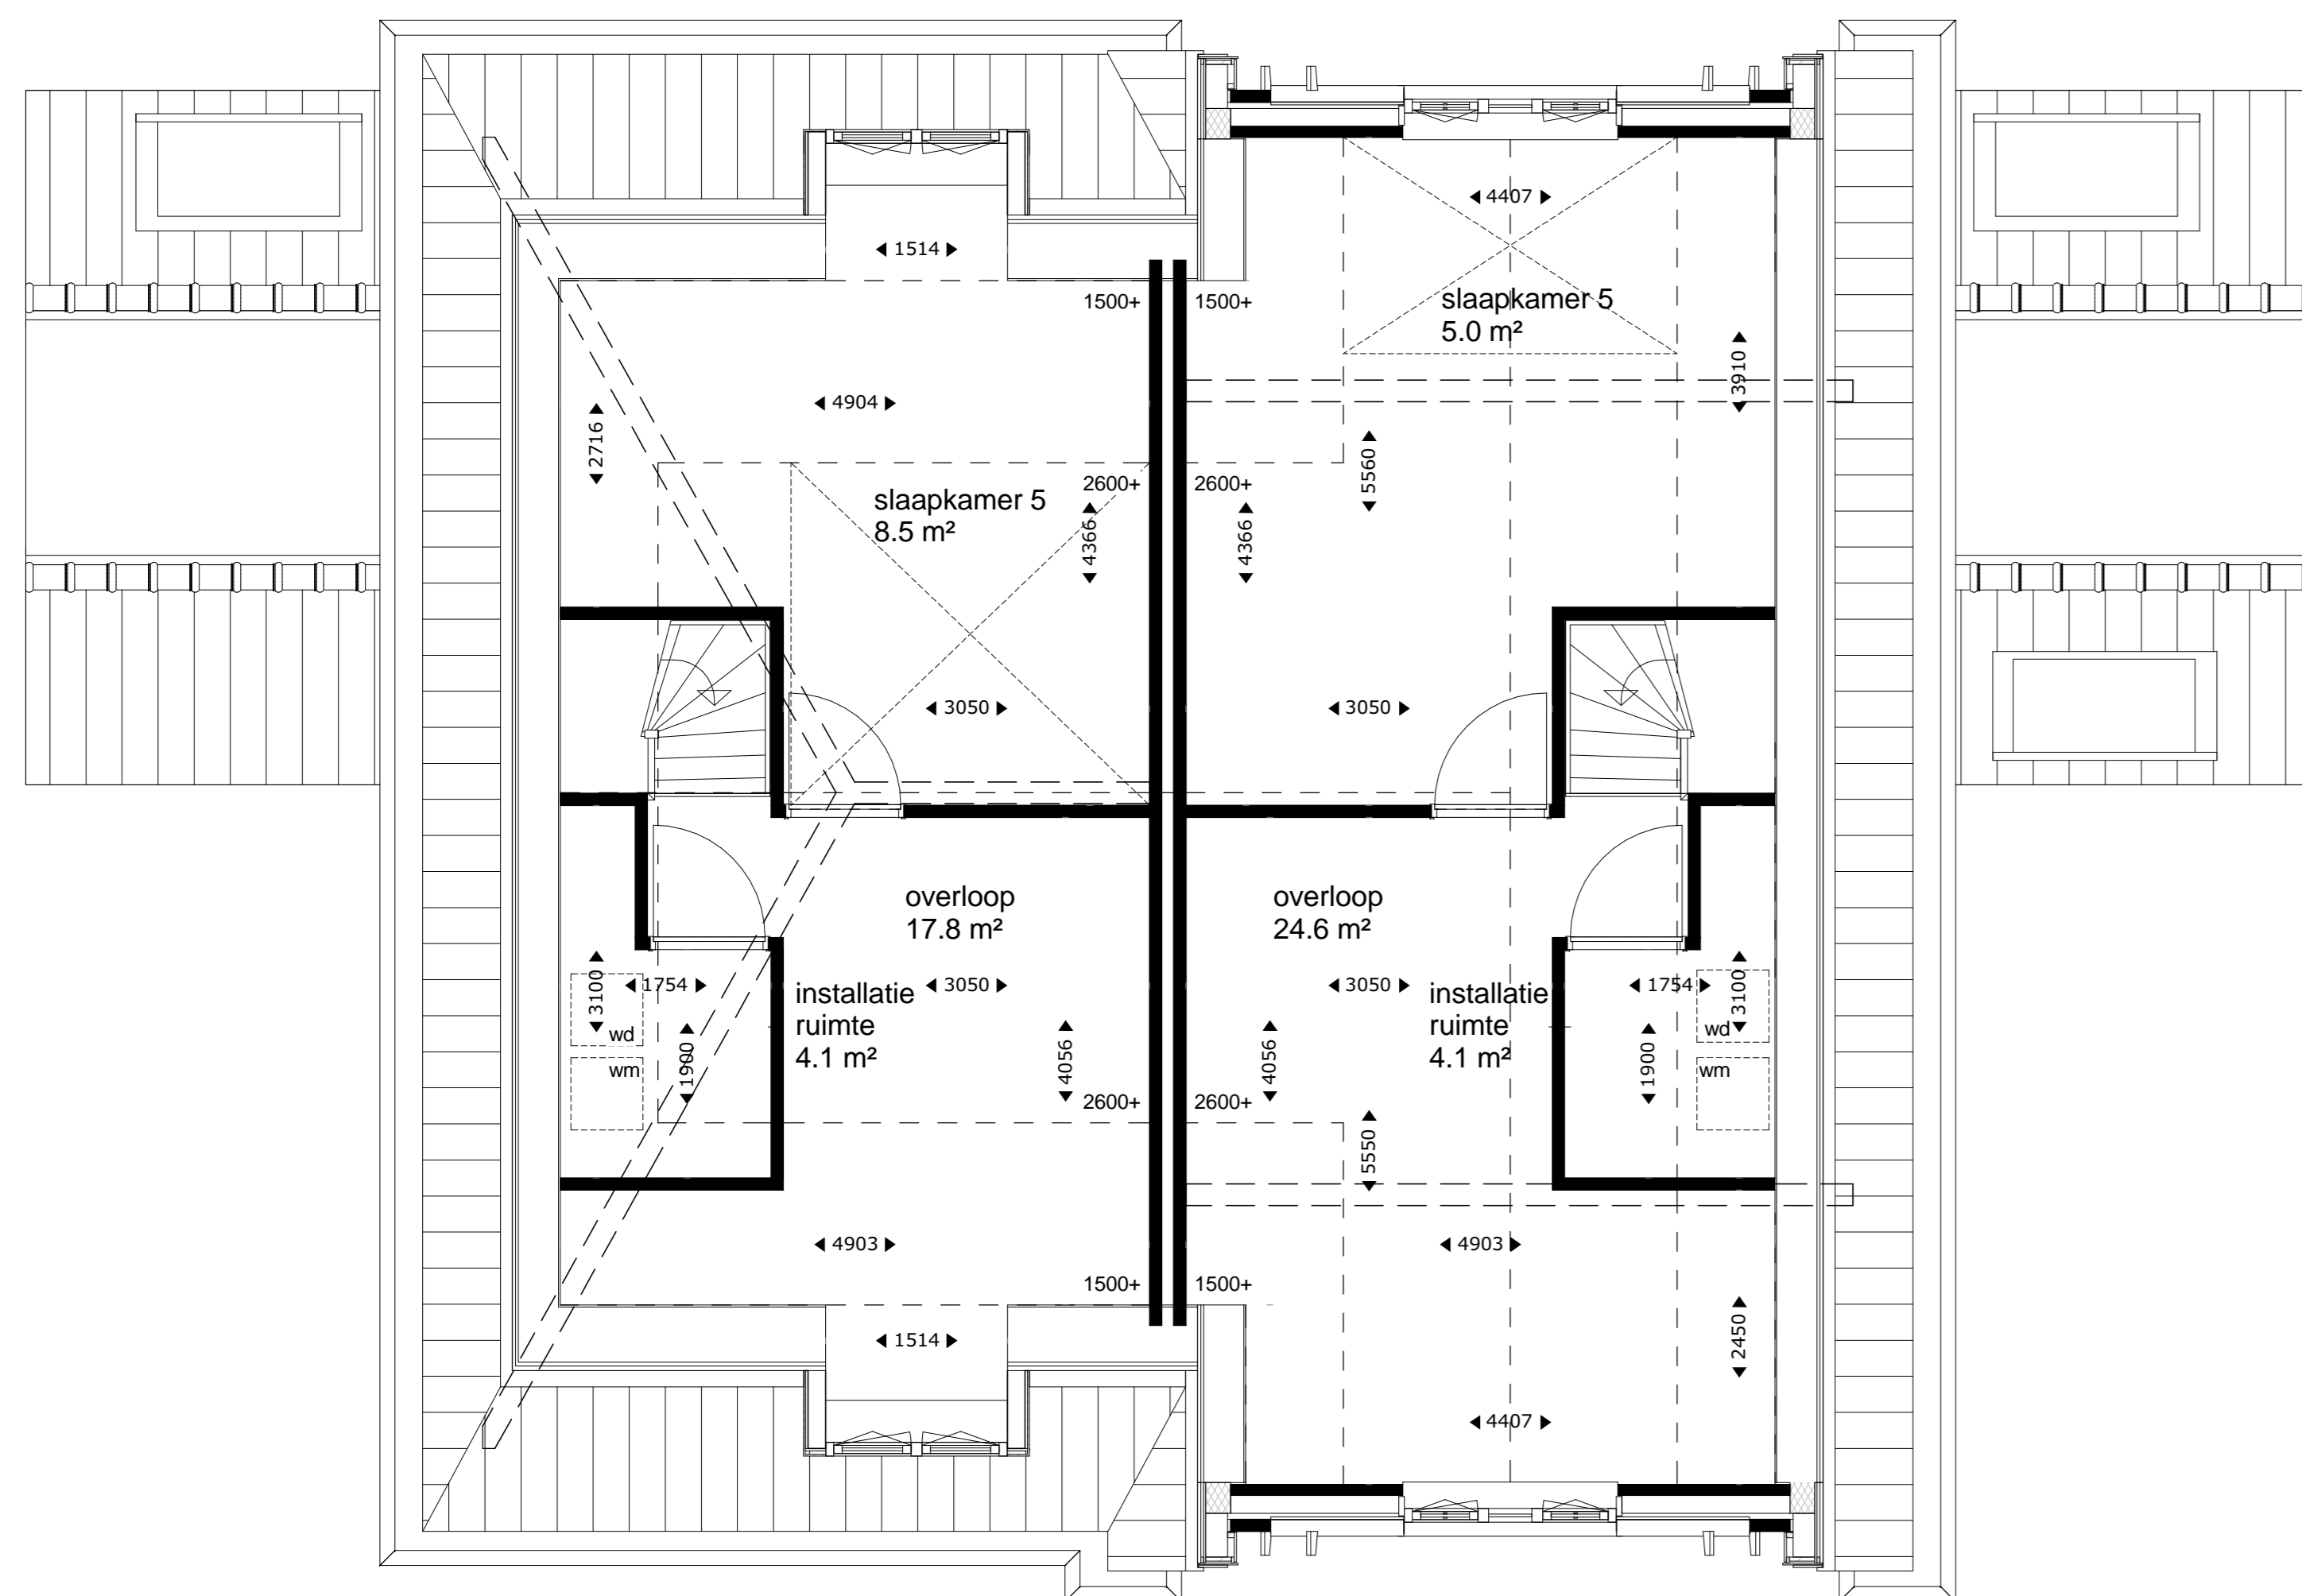 4407
1514
1500+ 1500+
slaapkamer 5
5.0 m²
3910
4904
2716
5560
2600+ 2600+
slaapkamer 5
8.5 m²
4366 4366
3050 3050
overloop
17.8 m²
overloop
24.6 m²
3100
1754
3050
3050
1754
3100
installatie
ruimte
4.1 m²
installatie
ruimte
4.1 m²
wd
wm
1900
4056
4056
1900
wd
wm
2600+ 2600+
5550
4903 4903
1500+ 1500+
1514
2450
4407